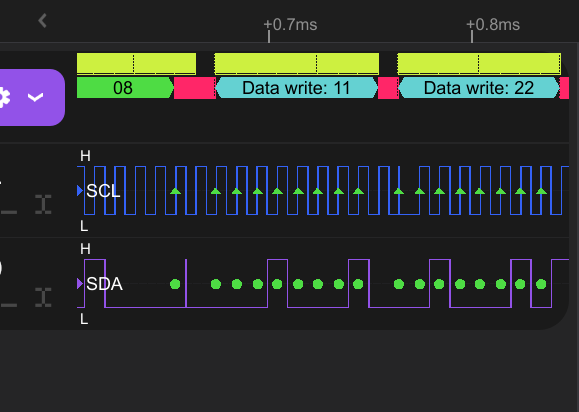 +0.7ms +0.8ms
08 Data write: 11 Data write: 22
H
SCL
L
H
SDA
L